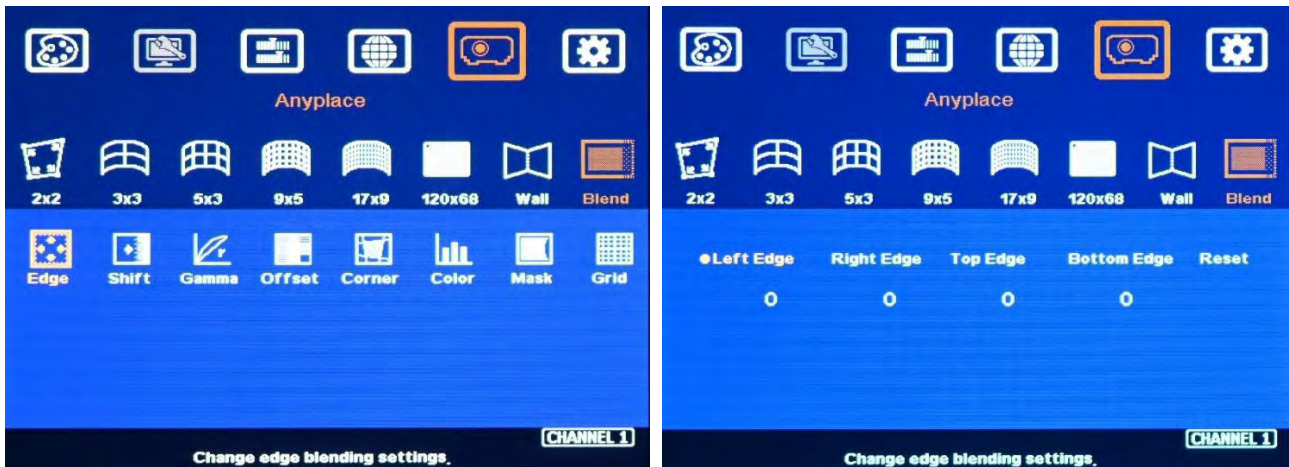 Anyplace
2x2 3x3 5x3 9x5 17x9 120x68 Wall Blend
Edge Shift Gamma Offset Corner Color Mask Grid
CHANNEL 1
Change edge blending settings.
Anyplace
2x2 3x3 5x3 9x5 17x9 120x68 Wall Blend
Left Edge Right Edge Top Edge Bottom Edge Reset
0 0 0 0
CHANNEL 1
Change edge blending settings.